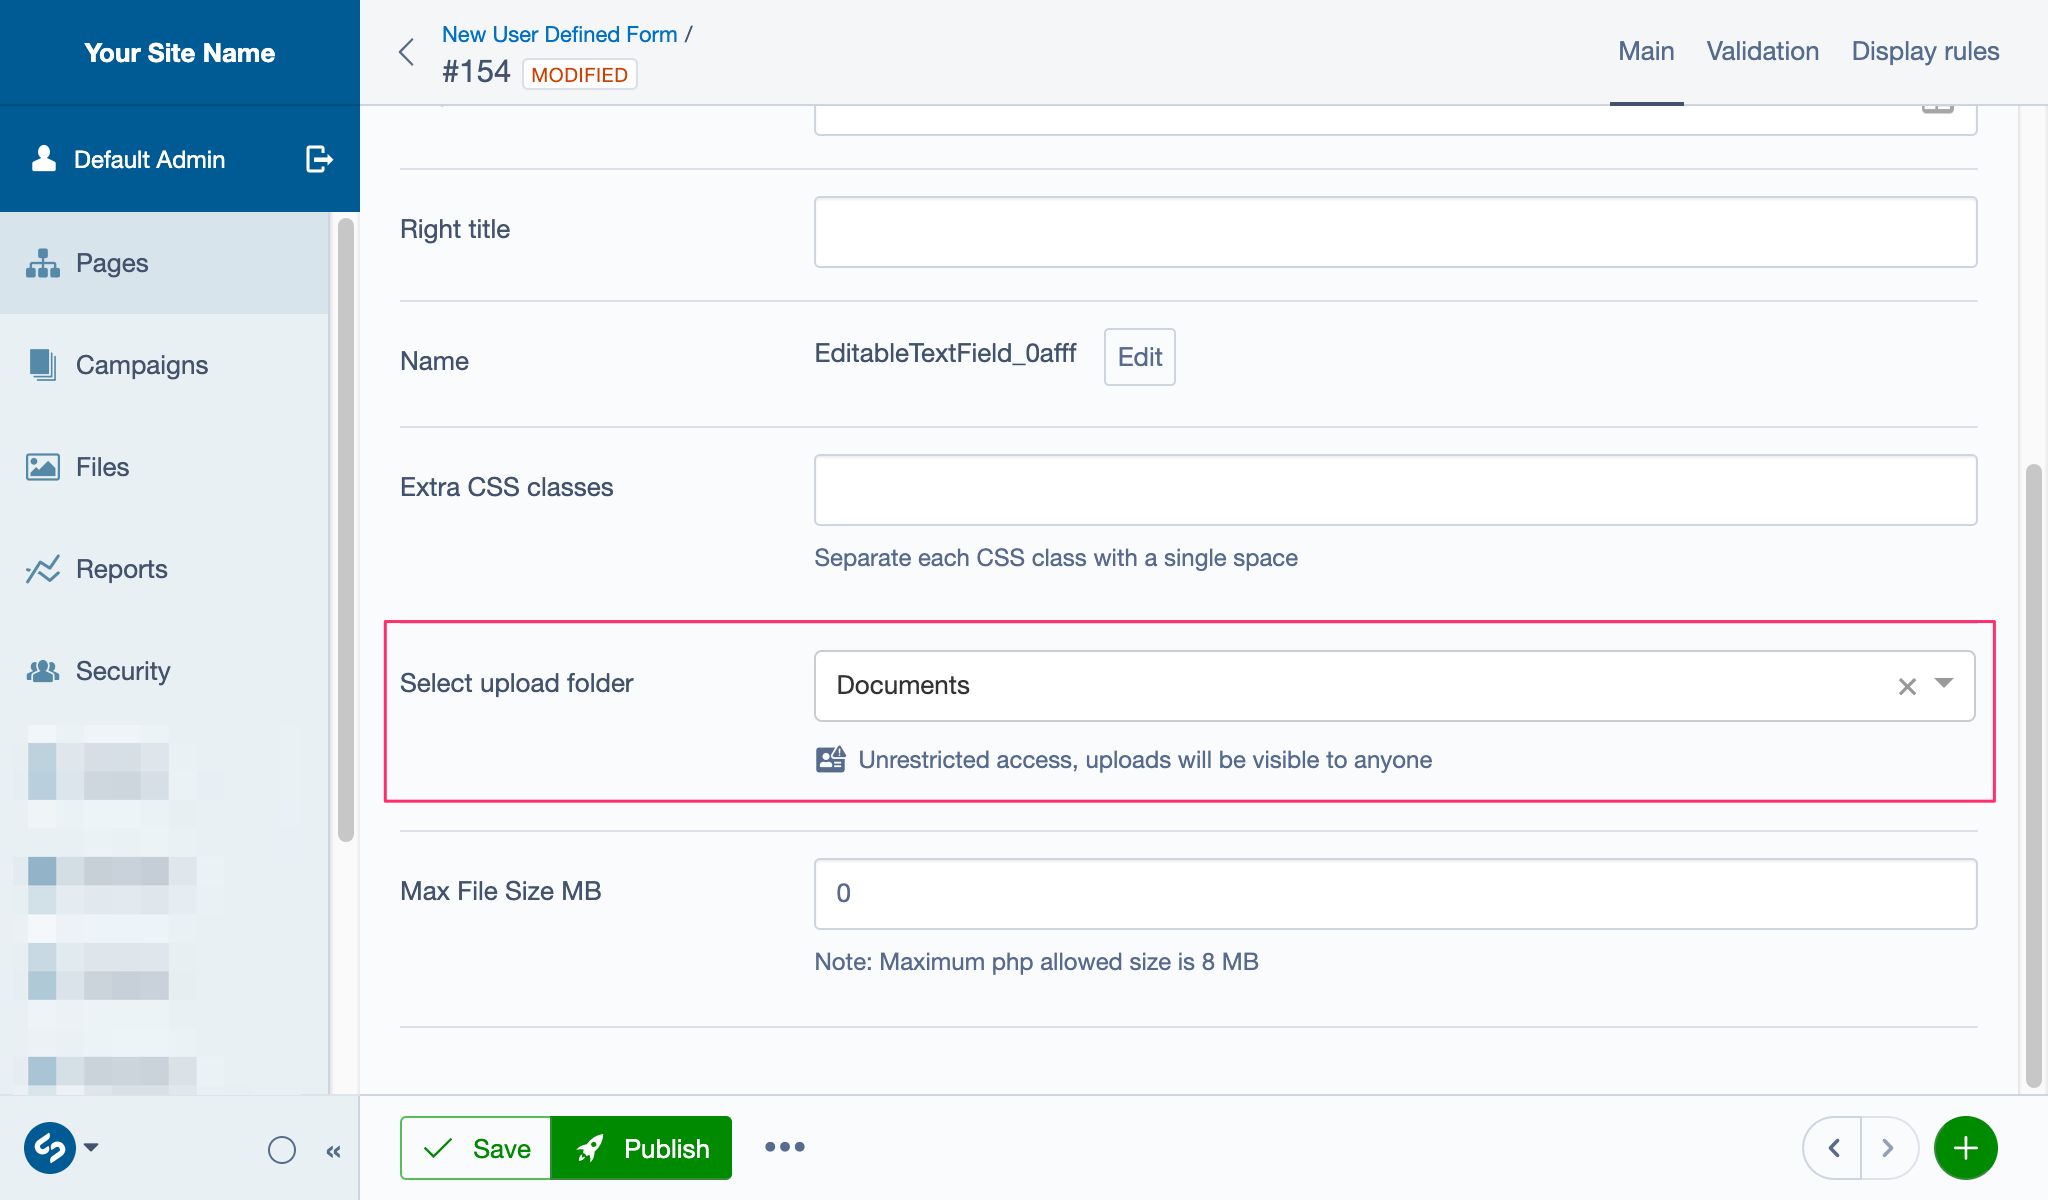 Your Site Name
Default Admin
Pages
Campaigns
Files
Reports
Security
New User Defined Form /
#154 MODIFIED
Main Validation Display rules
Right title
Name EditableTextField_0afff Edit
Extra CSS classes
Separate each CSS class with a single space
Select upload folder Documents
Unrestricted access, uploads will be visible to anyone
Max File Size MB 0
Note: Maximum php allowed size is 8 MB
Save Publish